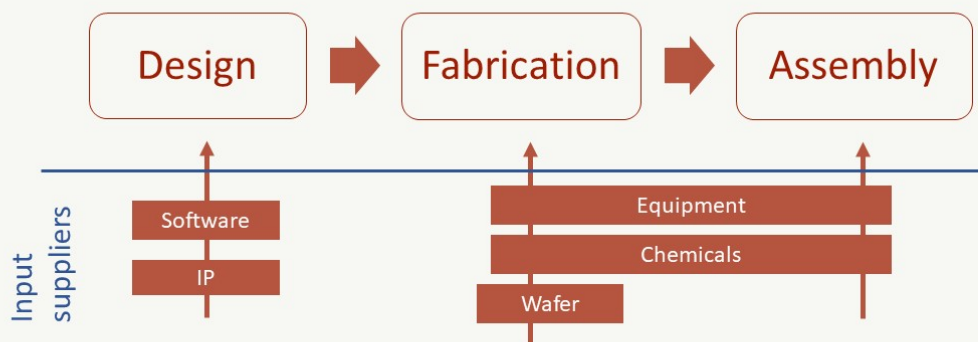 Design
Fabrication
Assembly
Input
suppliers
Software
IP
Equipment
Chemicals
Wafer